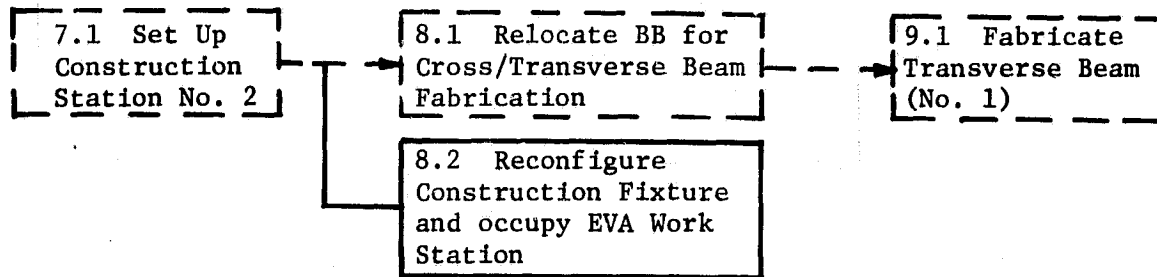 7.1 Set Up
Construction
Station No. 2
8.1 Relocate BB for
Cross/Transverse Beam
Fabrication
9.1 Fabricate
Transverse Beam
(No. 1)
8.2 Reconfigure
Construction Fixture
and occupy EVA Work
Station